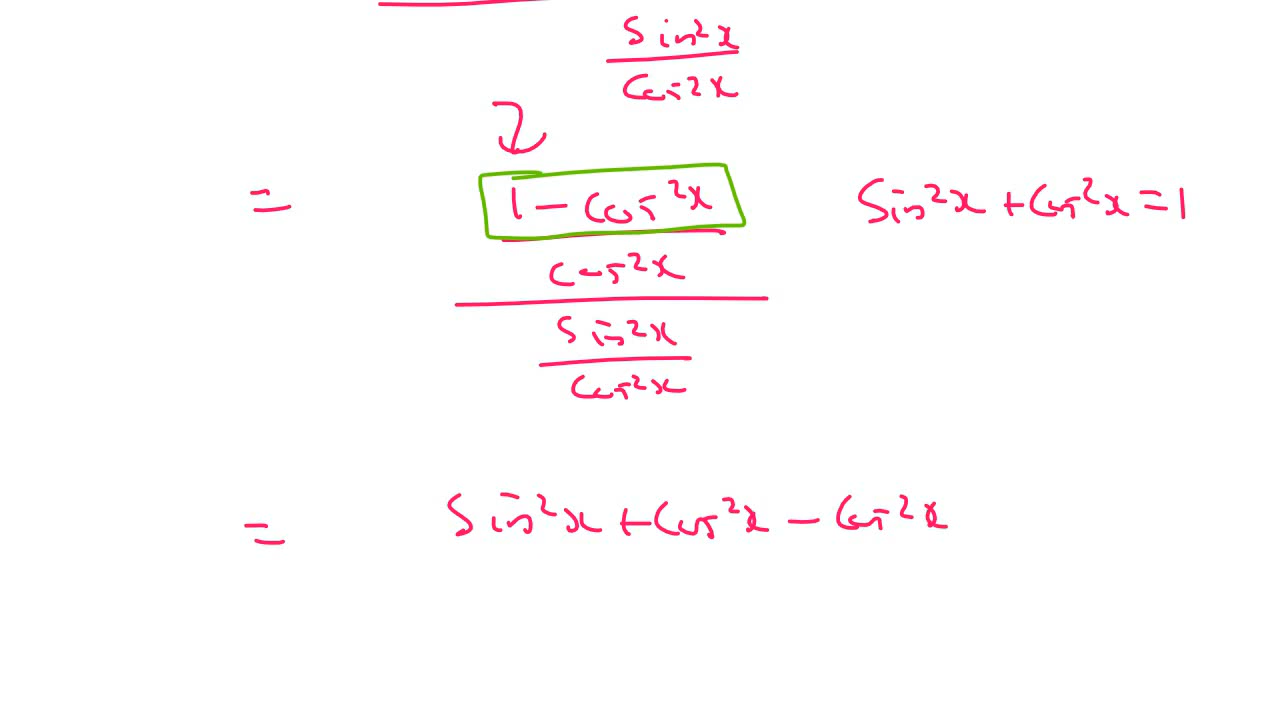 Sin²x
Cos²x
= 1 - Cos²x
Sin²x + Cos²x = 1
Cos²x
Sin²x
Cos²x
= Sin²x + Cos²x - Cos²x